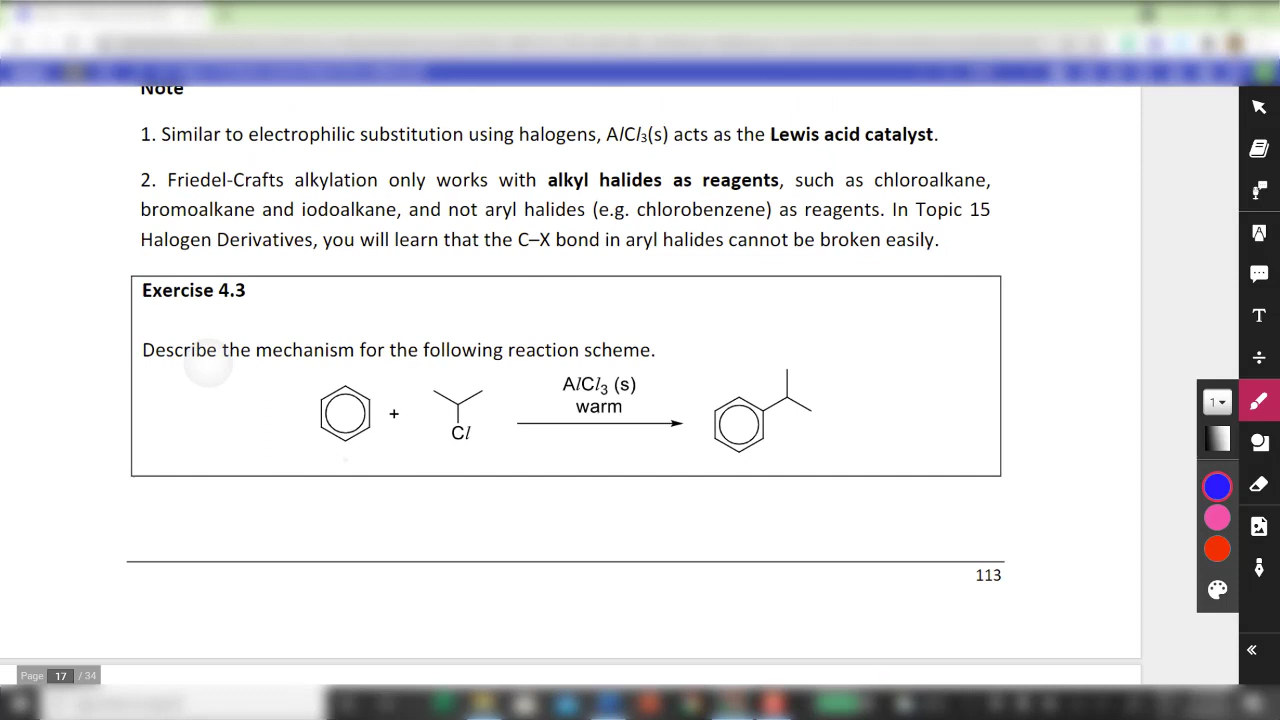 Note
1. Similar to electrophilic substitution using halogens, AlCl3(s) acts as the Lewis acid catalyst.
2. Friedel-Crafts alkylation only works with alkyl halides as reagents, such as chloroalkane,
bromoalkane and iodoalkane, and not aryl halides (e.g. chlorobenzene) as reagents. In Topic 15
Halogen Derivatives, you will learn that the C–X bond in aryl halides cannot be broken easily.
Exercise 4.3
Describe the mechanism for the following reaction scheme.
+
Cl
AlCl3 (s)
warm
113
Page 17 / 34
1